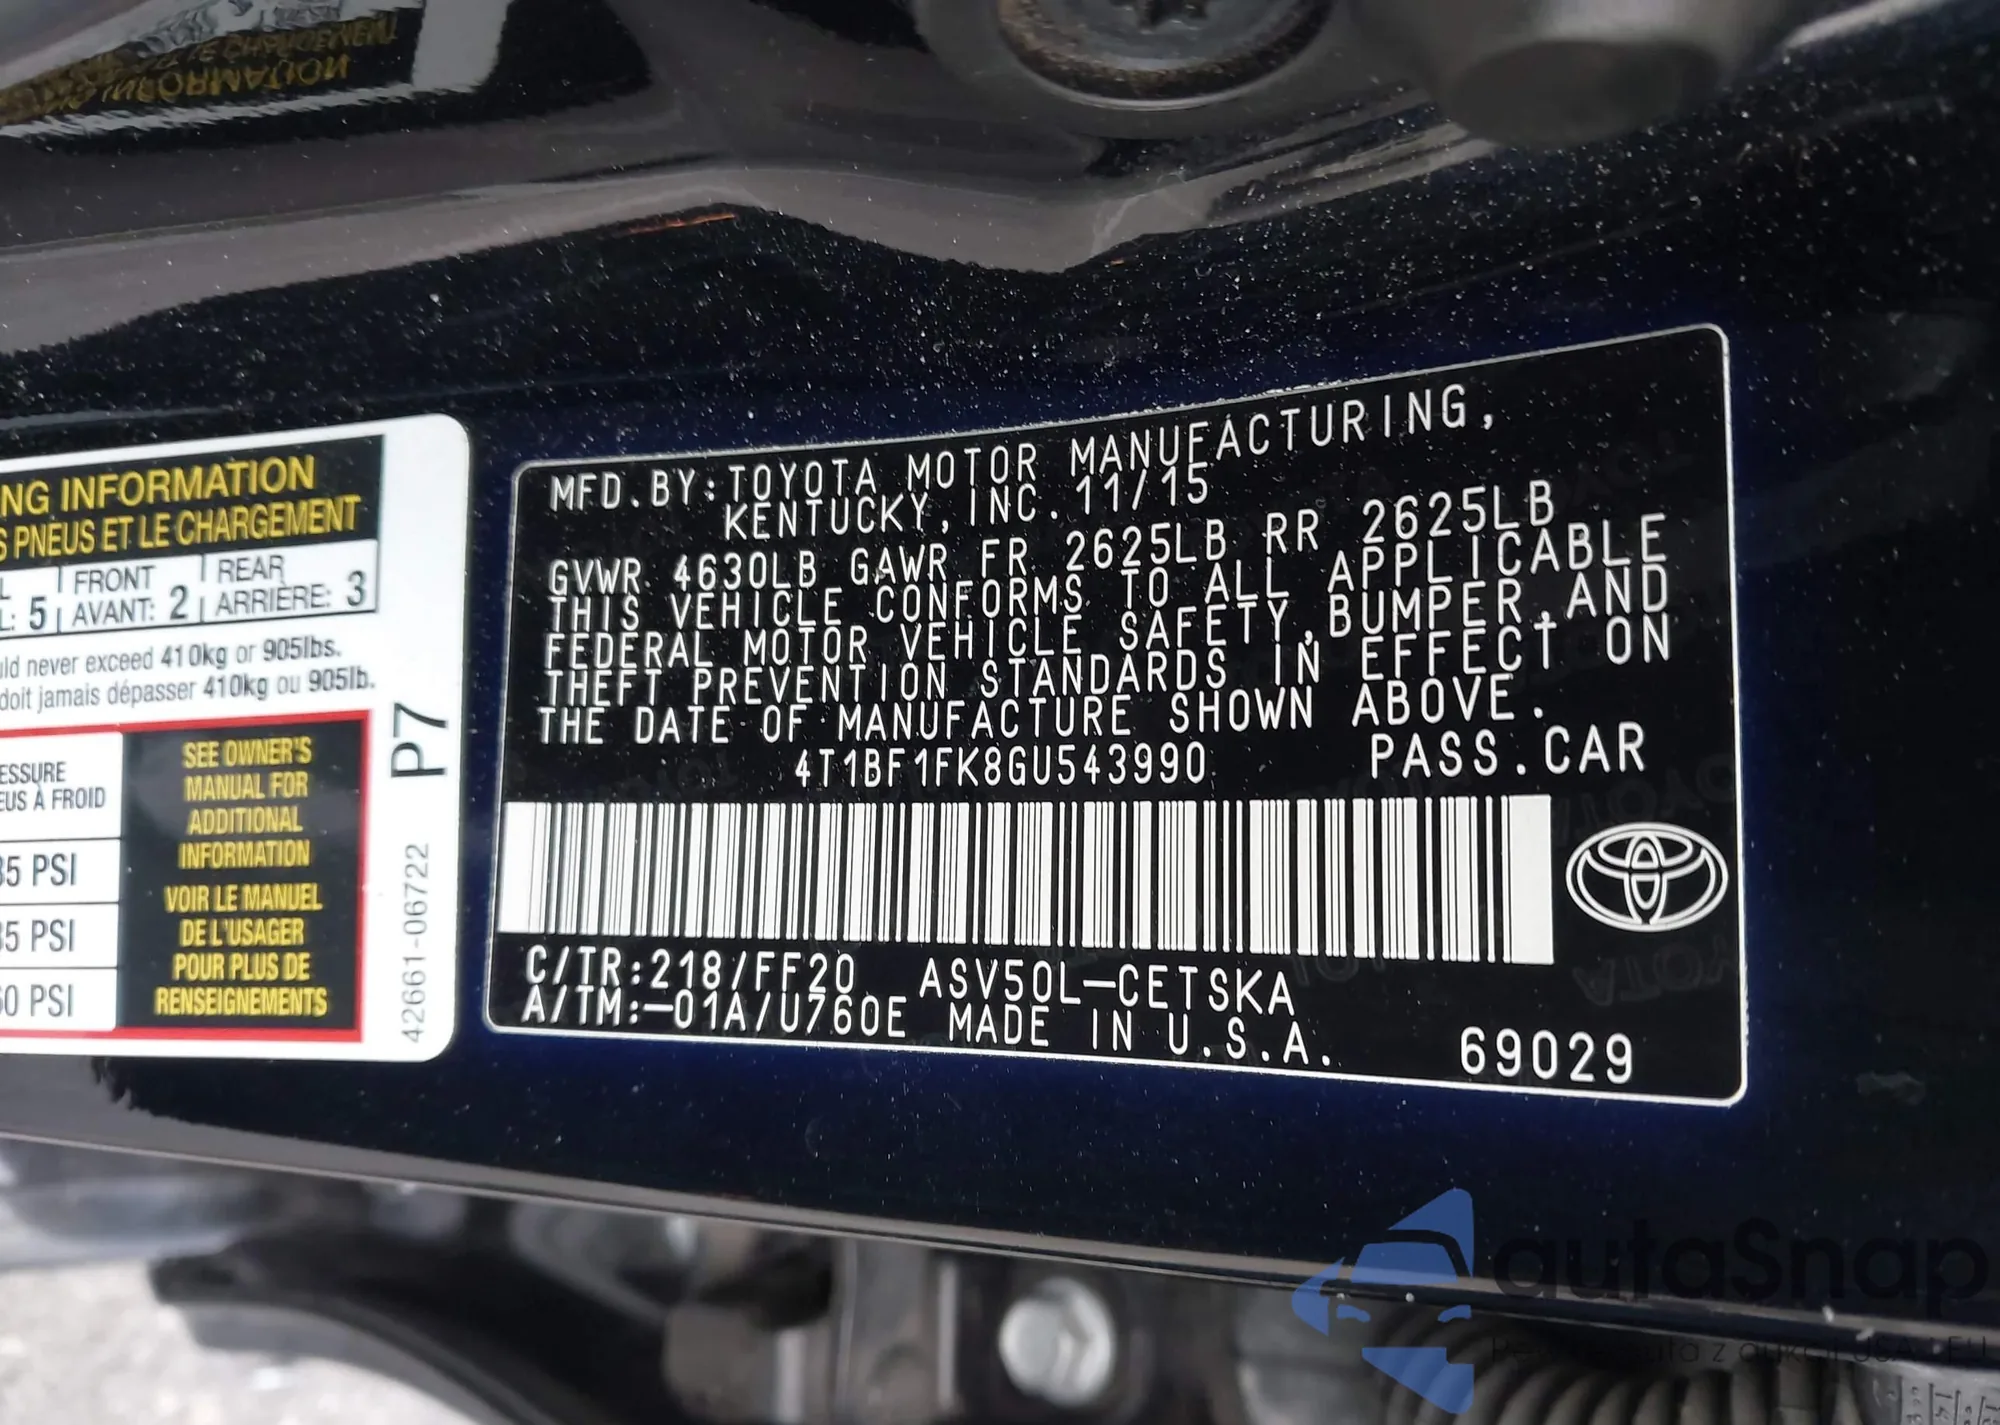 NG INFORMATION
S PNEUS ET LE CHARGEMENT
FRONT REAR
5 AVANT: 2 ARRIÈRE: 3
uld never exceed 410kg or 905lbs.
doit jamais dépasser 410kg ou 905lb.
ESSURE
EUS À FROID
35 PSI
35 PSI
60 PSI
SEE OWNER'S
MANUAL FOR
ADDITIONAL
INFORMATION
VOIR LE MANUEL
DE L'USAGER
POUR PLUS DE
RENSEIGNEMENTS
P7
42661-06722
MFD.BY:TOYOTA MOTOR MANUFACTURING,
KENTUCKY, INC. 11/15
GVWR 4630LB GAWR FR 2625LB RR 2625LB
THIS VEHICLE CONFORMS TO ALL APPLICABLE
FEDERAL MOTOR VEHICLE SAFETY,BUMPER,AND
THEFT PREVENTION STANDARDS IN EFFECT ON
THE DATE OF MANUFACTURE SHOWN ABOVE.
4T1BF1FK8GU543990 PASS.CAR
C/TR:218/FF20 ASV50L-CETSKA
A/TM:-01A/U760E MADE IN U.S.A. 69029
autaSnap